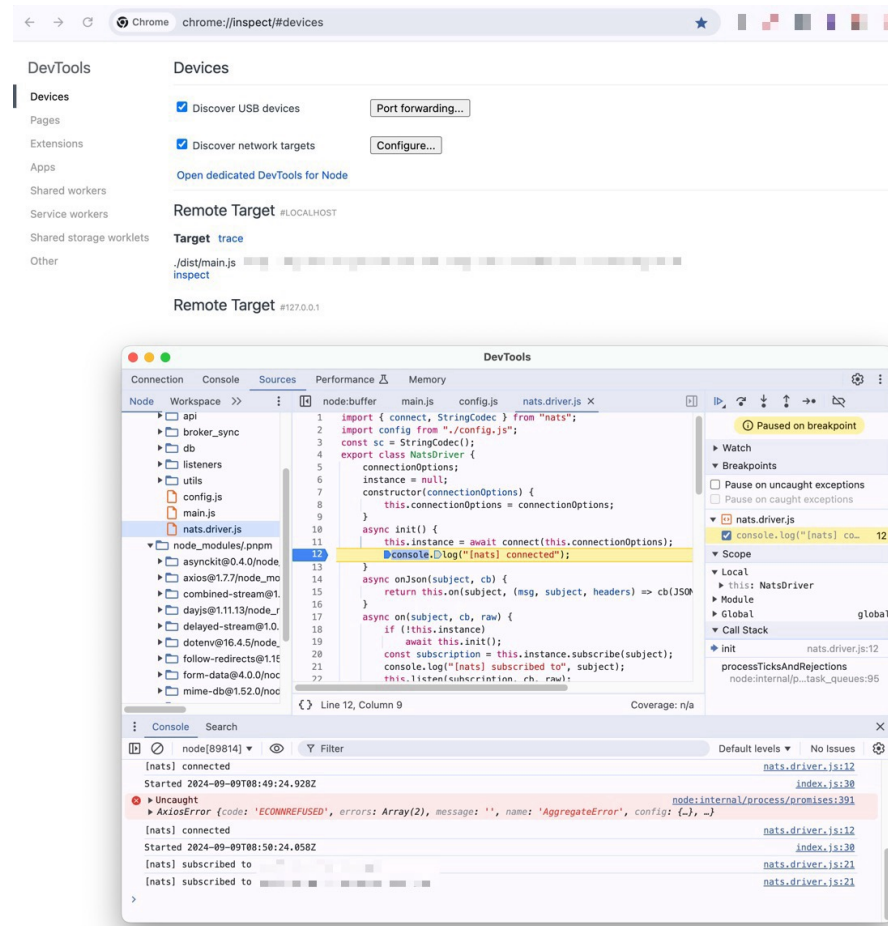 Chrome chrome://inspect/#devices
DevTools
Devices
Pages
Extensions
Apps
Shared workers
Service workers
Shared storage worklets
Other
Devices
Discover USB devices Port forwarding...
Discover network targets Configure...
Open dedicated DevTools for Node
Remote Target #LOCALHOST
Target trace
./dist/main.js
inspect
Remote Target #127.0.0.1
DevTools
Connection Console Sources Performance Memory
Node Workspace >>
api
broker_sync
db
listeners
utils
config.js
main.js
nats.driver.js
node_modules/.pnpm
asynckit@0.4.0/node_
axios@1.7.7/node_mo
combined-stream@1.
dayjs@1.11.13/node_r
delayed-stream@1.0.
dotenv@16.4.5/node_
follow-redirects@1.15
form-data@4.0.0/noc
mime-db@1.52.0/noc
node:buffer main.js config.js nats.driver.js ×
1 import { connect, StringCodec } from "nats";
2 import config from "./config.js";
3 const sc = StringCodec();
4 export class NatsDriver {
5 connectionOptions;
6 instance = null;
7 constructor(connectionOptions) {
8 this.connectionOptions = connectionOptions;
9 }
10 async init() {
11 this.instance = await connect(this.connectionOptions);
12 console.log("[nats] connected");
13 }
14 async onJson(subject, cb) {
15 return this.on(subject, (msg, subject, headers) => cb(JSON
16 }
17 async on(subject, cb, raw) {
18 if (!this.instance)
19 await this.init();
20 const subscription = this.instance.subscribe(subject);
21 console.log("[nats] subscribed to", subject);
22 this.listen(subscription, cb, raw);
{} Line 12, Column 9 Coverage: n/a
Paused on breakpoint
Watch
Breakpoints
Pause on uncaught exceptions
Pause on caught exceptions
nats.driver.js
console.log("[nats] co… 12
Scope
Local
this: NatsDriver
Module
Global global
Call Stack
init nats.driver.js:12
processTicksAndRejections
node:internal/p…task_queues:95
Console Search
node[89814] Filter Default levels No Issues
[nats] connected nats.driver.js:12
Started 2024-09-09T08:49:24.928Z index.js:30
Uncaught node:internal/process/promises:391
AxiosError {code: 'ECONNREFUSED', errors: Array(2), message: '', name: 'AggregateError', config: {…}, …}
[nats] connected nats.driver.js:12
Started 2024-09-09T08:50:24.058Z index.js:30
[nats] subscribed to nats.driver.js:21
[nats] subscribed to nats.driver.js:21